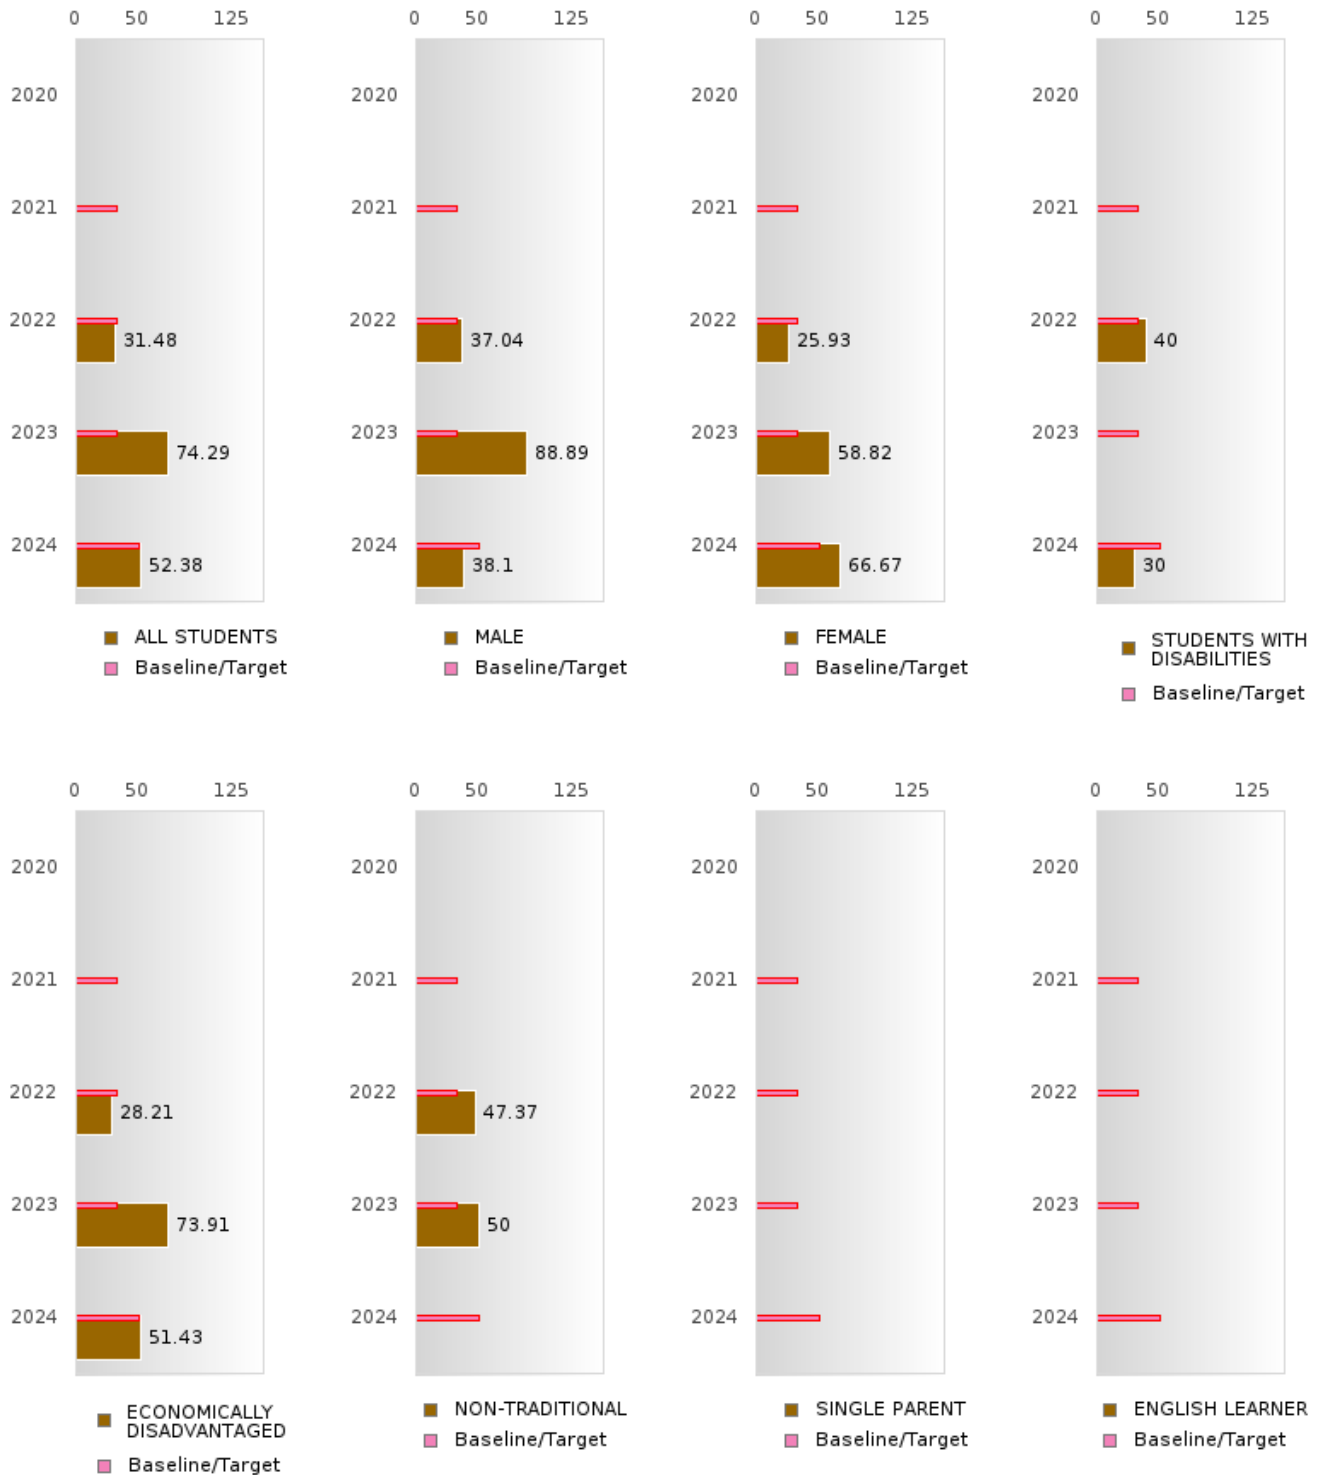 0 50 125
2020
2021
2022
31.48
2023
74.29
2024
52.38
ALL STUDENTS
Baseline/Target
0 50 125
2020
2021
2022
37.04
2023
88.89
2024
38.1
MALE
Baseline/Target
0 50 125
2020
2021
2022
25.93
2023
58.82
2024
66.67
FEMALE
Baseline/Target
0 50 125
2020
2021
2022
40
2023
2024
30
STUDENTS WITH
DISABILITIES
Baseline/Target
0 50 125
2020
2021
2022
28.21
2023
73.91
2024
51.43
ECONOMICALLY
DISADVANTAGED
Baseline/Target
0 50 125
2020
2021
2022
47.37
2023
50
2024
NON-TRADITIONAL
Baseline/Target
0 50 125
2020
2021
2022
2023
2024
SINGLE PARENT
Baseline/Target
0 50 125
2020
2021
2022
2023
2024
ENGLISH LEARNER
Baseline/Target